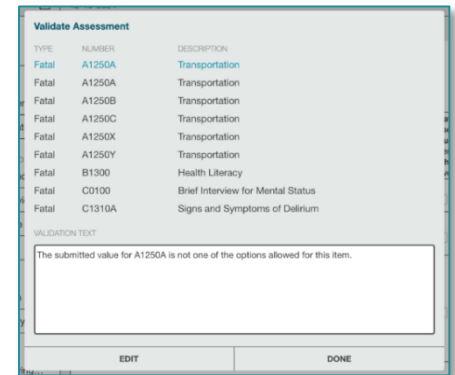 Validate Assessment
TYPE NUMBER DESCRIPTION
Fatal A1250A Transportation
Fatal A1250A Transportation
Fatal A1250B Transportation
Fatal A1250C Transportation
Fatal A1250X Transportation
Fatal A1250Y Transportation
Fatal B1300 Health Literacy
Fatal C0100 Brief Interview for Mental Status
Fatal C1310A Signs and Symptoms of Delirium
VALIDATION TEXT
The submitted value for A1250A is not one of the options allowed for this item.
EDIT DONE